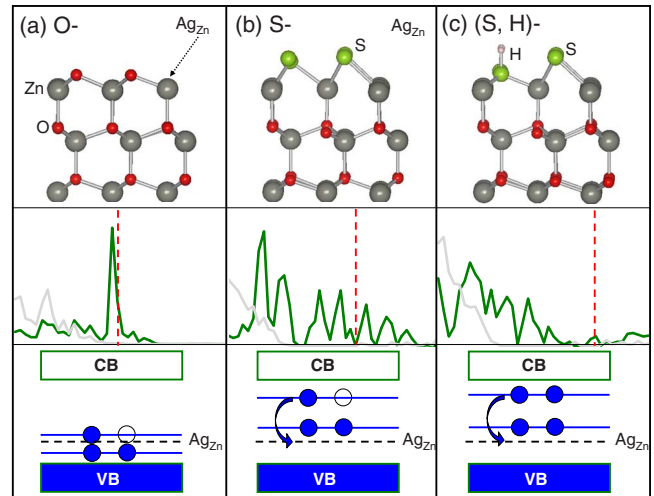 (a) O-
Ag_Zn
Zn
O
(b) S-
Ag_Zn
S
(c) (S, H)-
H
S
CB
Ag_Zn
VB
CB
Ag_Zn
VB
CB
Ag_Zn
VB